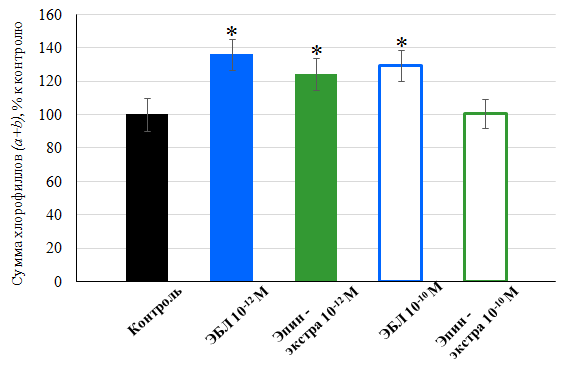 Сумма хлорофиллов (a+b), % к контролю
160
140
120
100
80
60
40
20
0
*
*
*
Контроль
ЭБЛ 10⁻¹² М
Эпин -
экстра 10⁻¹² М
ЭБЛ 10⁻¹⁰ М
Эпин -
экстра 10⁻¹⁰ М